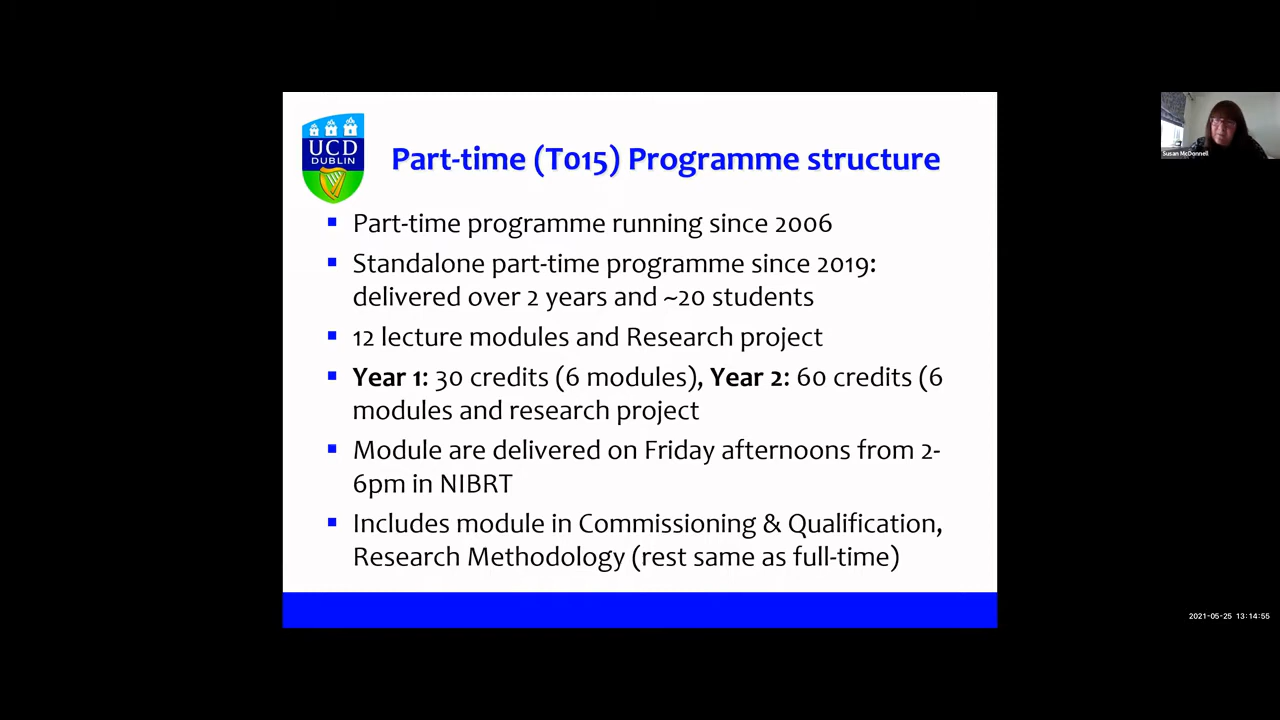 UCD
DUBLIN
Part-time (T015) Programme structure
Part-time programme running since 2006
Standalone part-time programme since 2019:
delivered over 2 years and ~20 students
12 lecture modules and Research project
Year 1: 30 credits (6 modules), Year 2: 60 credits (6
modules and research project
Module are delivered on Friday afternoons from 2-
6pm in NIBRT
Includes module in Commissioning & Qualification,
Research Methodology (rest same as full-time)
Susan McDonnell
2021-05-25 13:14:55